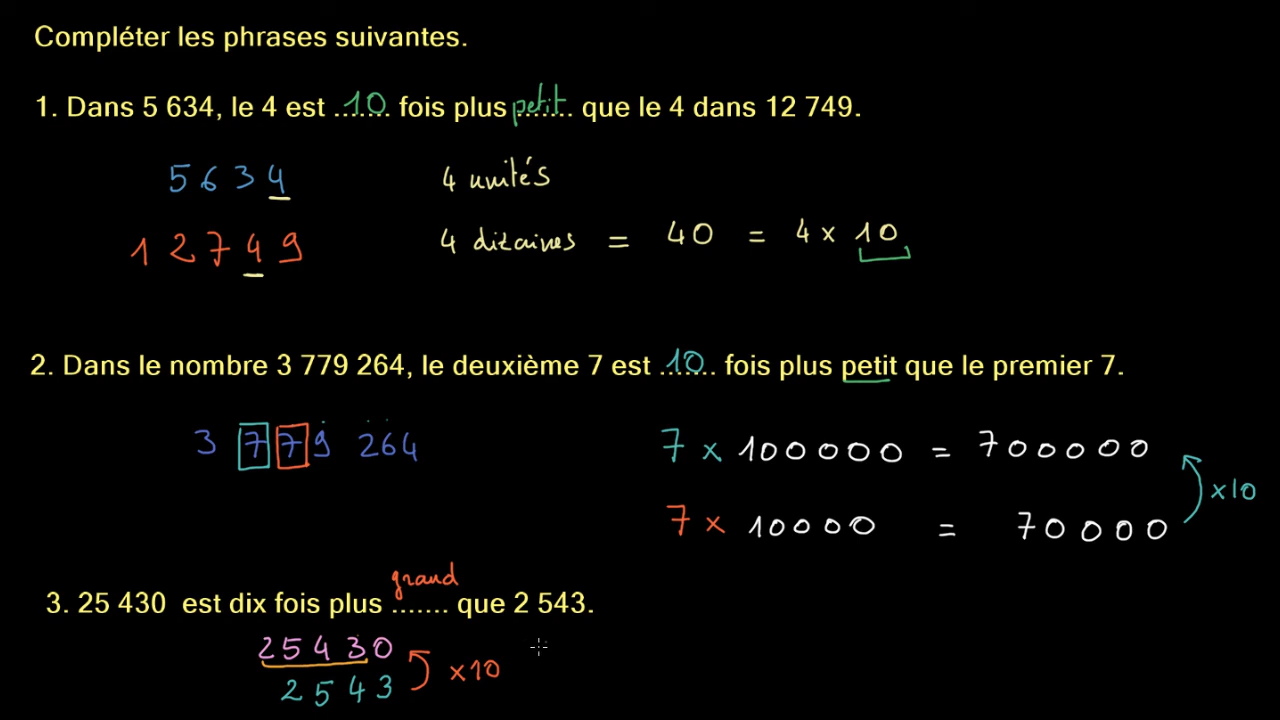 Compléter les phrases suivantes.
1. Dans 5 634, le 4 est ...10.... fois plus petit....... que le 4 dans 12 749.
5 6 3 4 4 unités
1 2 7 4 9 4 dizaines = 40 = 4 x 10
2. Dans le nombre 3 779 264, le deuxième 7 est ..10..... fois plus petit que le premier 7.
3 7 7 9 264 7 x 100000 = 700000
x10
7 x 10000 = 70000
grand
3. 25 430 est dix fois plus ....... que 2 543.
25430
2543 x10